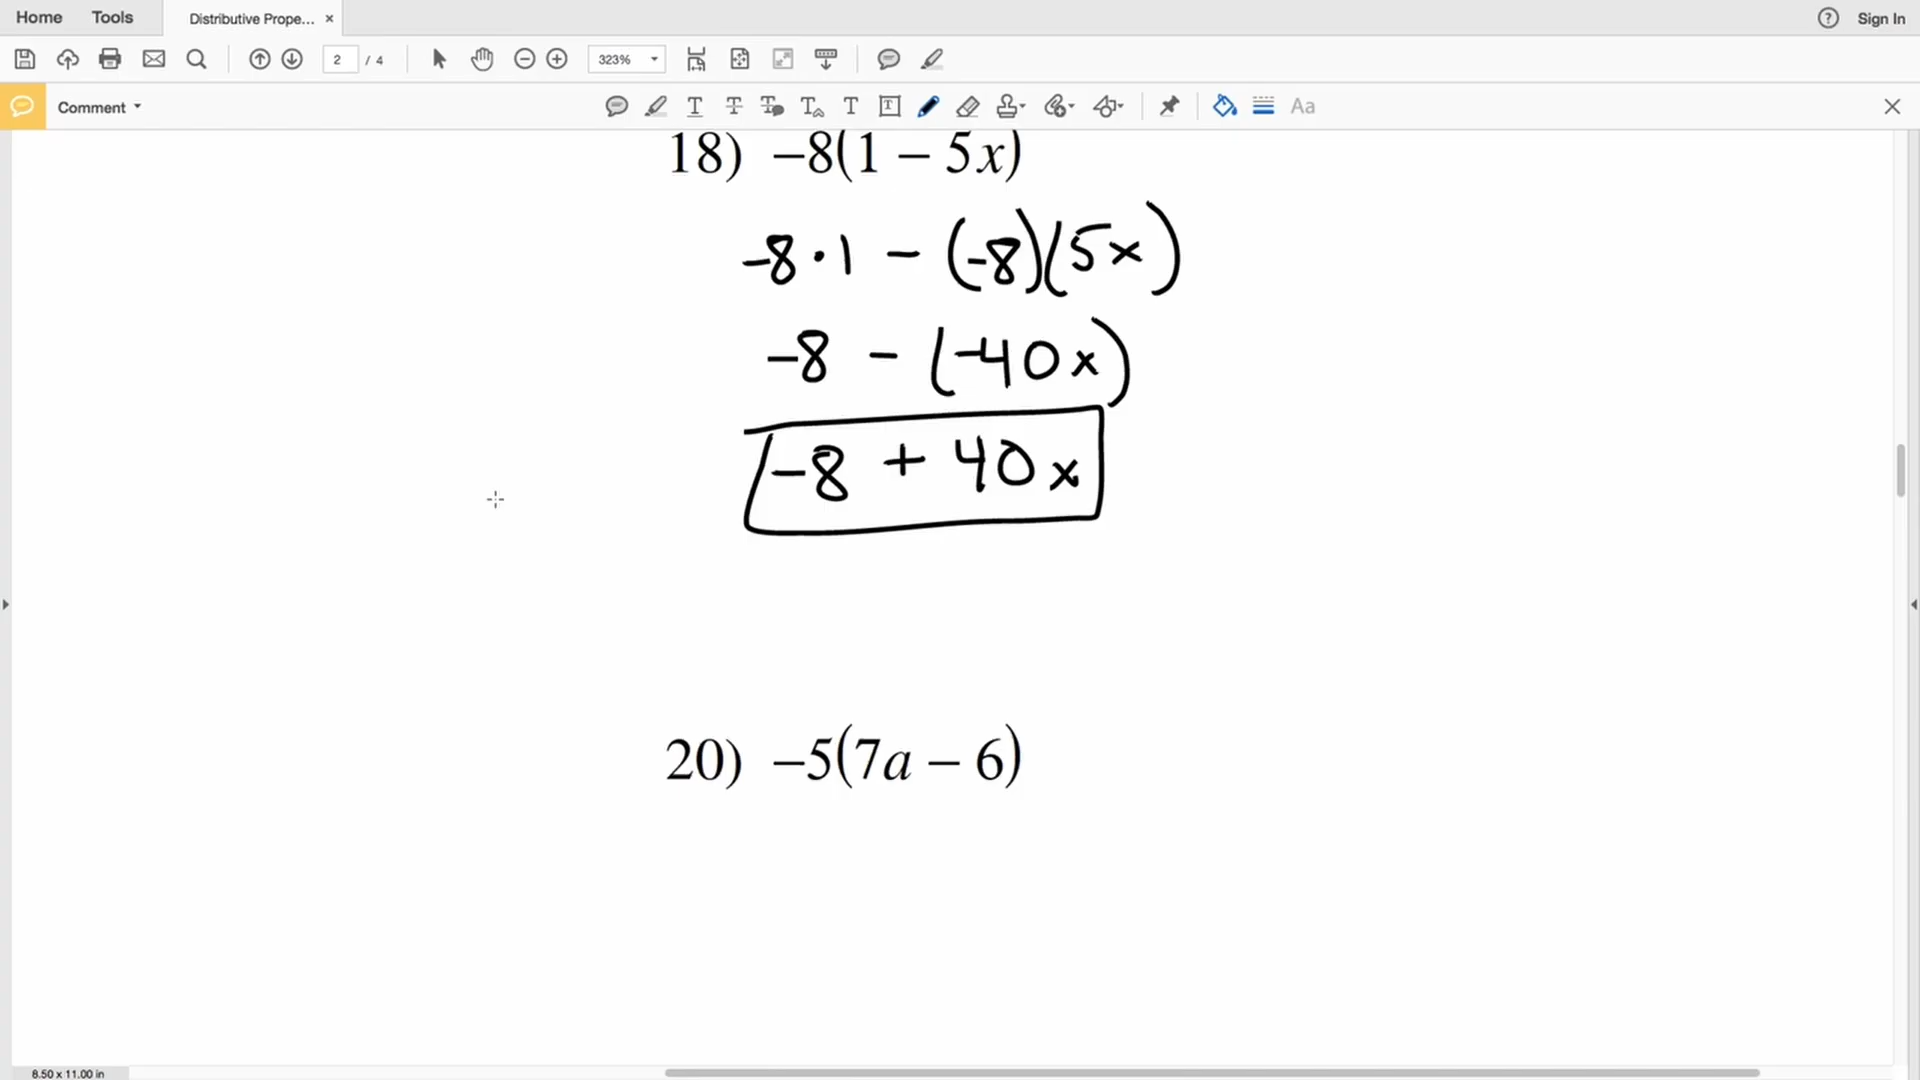 Home Tools Distributive Prope... × ? Sign In
2 / 4 323%
Comment T T T T T T Aa
18) −8(1 − 5x)
-8 · 1 - (-8)(5x)
-8 - (-40x)
-8 + 40x
20) −5(7a − 6)
8.50 x 11.00 in